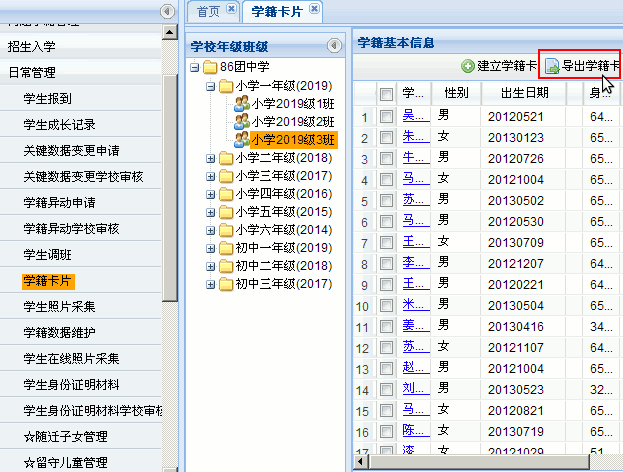 招生入学
日常管理
学生报到
学生成长记录
关键数据变更申请
关键数据变更学校审核
学籍异动申请
学籍异动学校审核
学生调班
学籍卡片
学生照片采集
学籍数据维护
学生在线照片采集
学生身份证明材料
学生身份证明材料学校审核
☆随迁子女管理
☆留守儿童管理
首页 学籍卡片
学校年级班级
86团中学
小学一年级(2019)
小学2019级1班
小学2019级2班
小学2019级3班
小学二年级(2018)
小学三年级(2017)
小学四年级(2016)
小学五年级(2015)
小学六年级(2014)
初中一年级(2019)
初中二年级(2018)
初中三年级(2017)
学籍基本信息
建立学籍卡 导出学籍卡
学... 性别 出生日期 身...
1 吴... 男 20120521 64...
2 朱... 女 20130123 65...
3 牛... 男 20120726 65...
4 马... 女 20121004 65...
5 苏... 男 20130502 65...
6 马... 男 20120530 65...
7 王... 女 20130709 65...
8 李... 男 20121207 64...
9 王... 男 20120221 64...
10 米... 男 20130504 65...
11 姜... 男 20130416 34...
12 苏... 女 20121107 64...
13 赵... 男 20121004 65...
14 刘... 男 20130523 32...
15 马... 女 20120821 65...
16 陈... 女 20130719 65...
17 漆... 女 20121029 51...